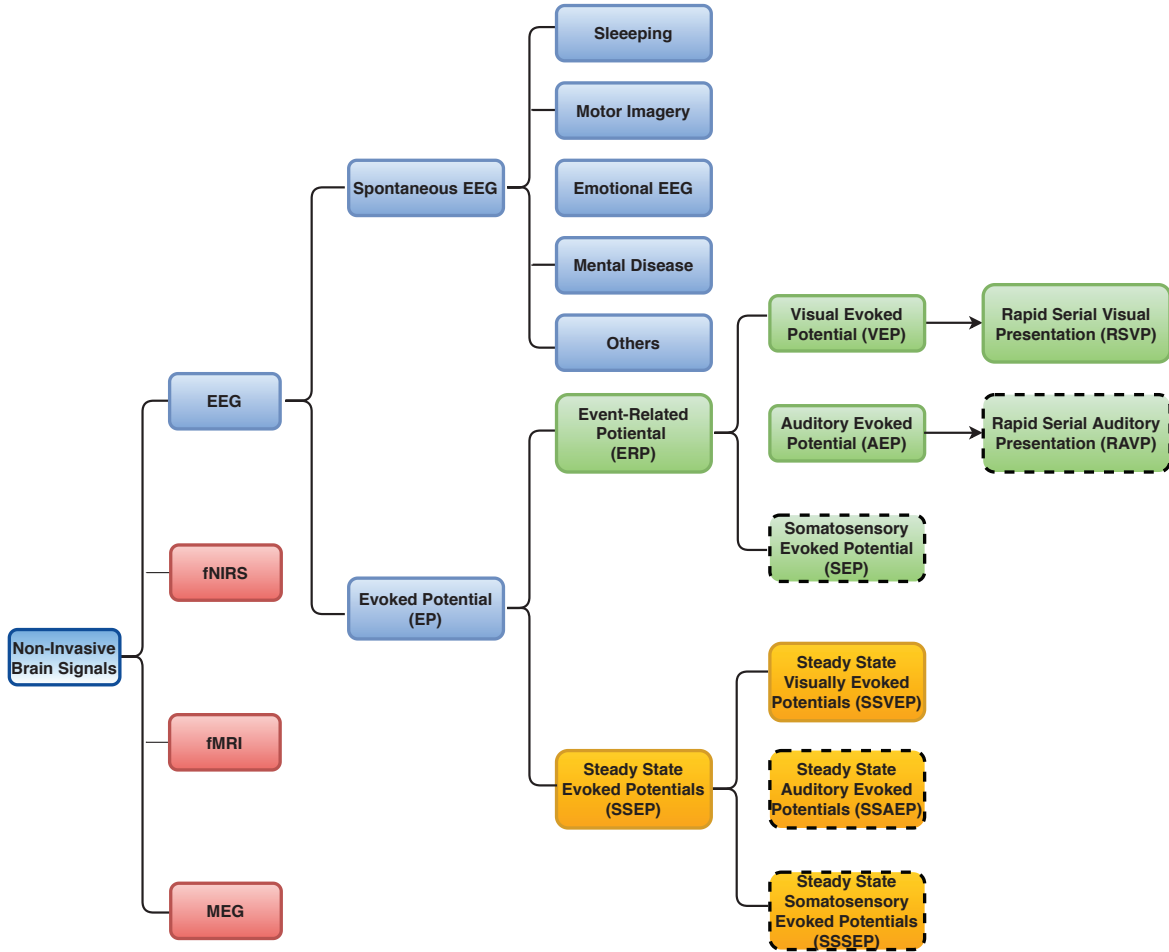 Sleeeping
Motor Imagery
Spontaneous EEG
Emotional EEG
Mental Disease
Others
Visual Evoked
Potential (VEP)
Rapid Serial Visual
Presentation (RSVP)
EEG
Event-Related
Potiental
(ERP)
Auditory Evoked
Potential (AEP)
Rapid Serial Auditory
Presentation (RAVP)
Somatosensory
Evoked Potential
(SEP)
fNIRS
Evoked Potential
(EP)
Non-Invasive
Brain Signals
Steady State
Visually Evoked
Potentials (SSVEP)
fMRI
Steady State
Evoked Potentials
(SSEP)
Steady State
Auditory Evoked
Potentials (SSAEP)
MEG
Steady State
Somatosensory
Evoked Potentials
(SSSEP)